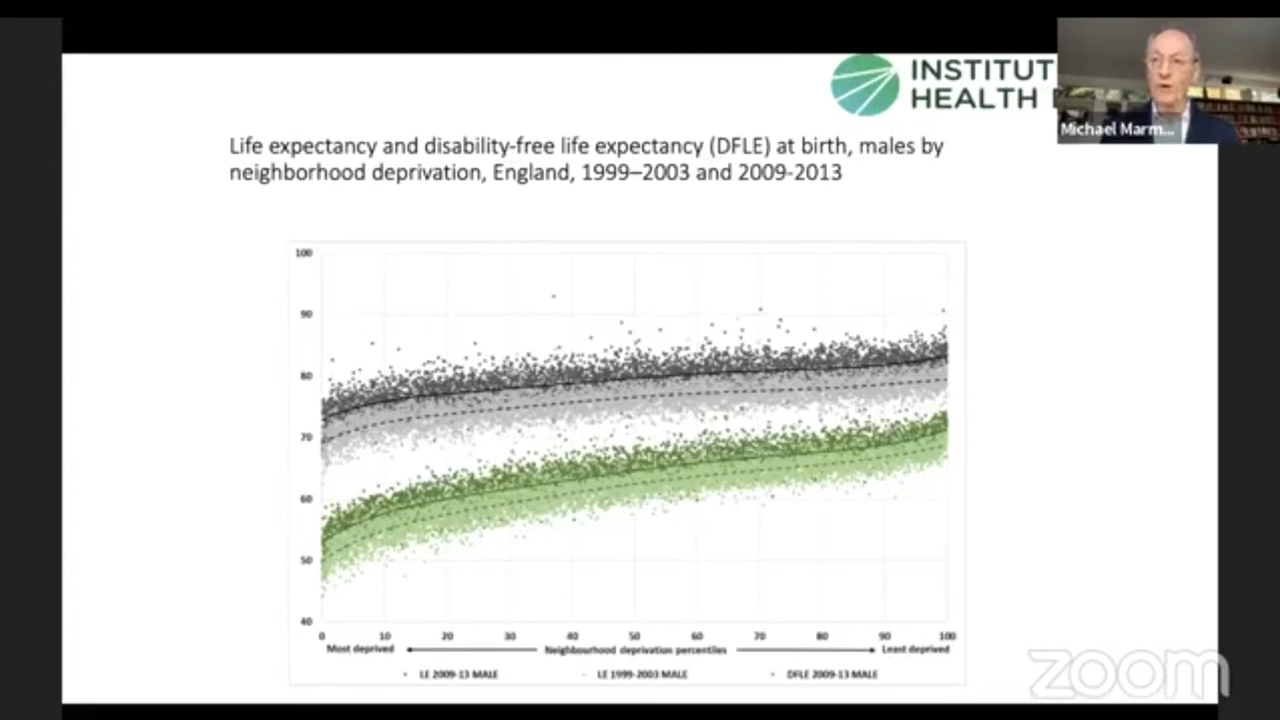 INSTITUT
HEALTH
Michael Marm...
Life expectancy and disability-free life expectancy (DFLE) at birth, males by
neighborhood deprivation, England, 1999–2003 and 2009-2013
100
90
80
70
60
50
40
0 10 20 30 40 50 60 70 80 90 100
Most deprived Neighbourhood deprivation percentiles Least deprived
LE 2009-13 MALE LE 1999-2003 MALE DFLE 2009-13 MALE
zoom